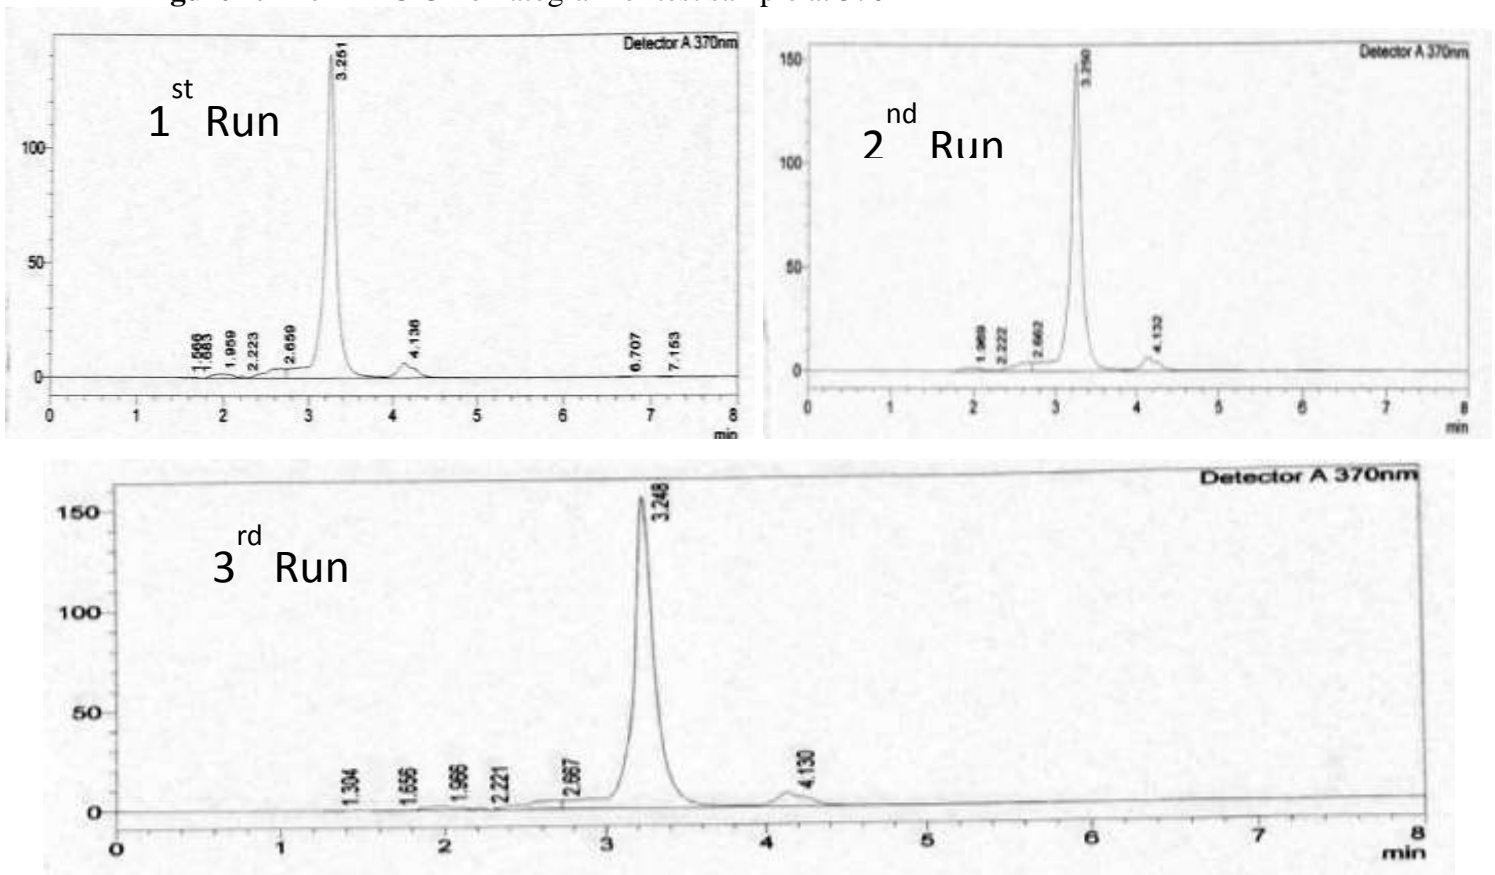 Detector A 370nm
1st Run
3.251
100
50
0
1.566
1.683
1.959
2.223
2.659
4.136
6.707
7.153
0 1 2 3 4 5 6 7 8
min
Detector A 370nm
2nd Run
3.250
150
100
50
0
1.969
2.222
2.662
4.132
0 1 2 3 4 5 6 7 8
min
Detector A 370nm
3rd Run
3.248
150
100
50
0
1.304
1.656
1.966
2.221
2.667
4.130
0 1 2 3 4 5 6 7 8
min